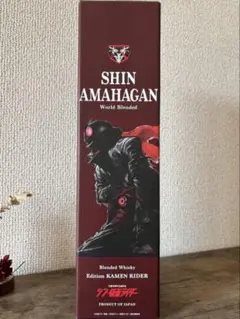 SHIN
AMAHAGAN
World Blended
Blended Whisky
Edition KAMEN RIDER
シン・仮面ライダー
PRODUCT OF JAPAN